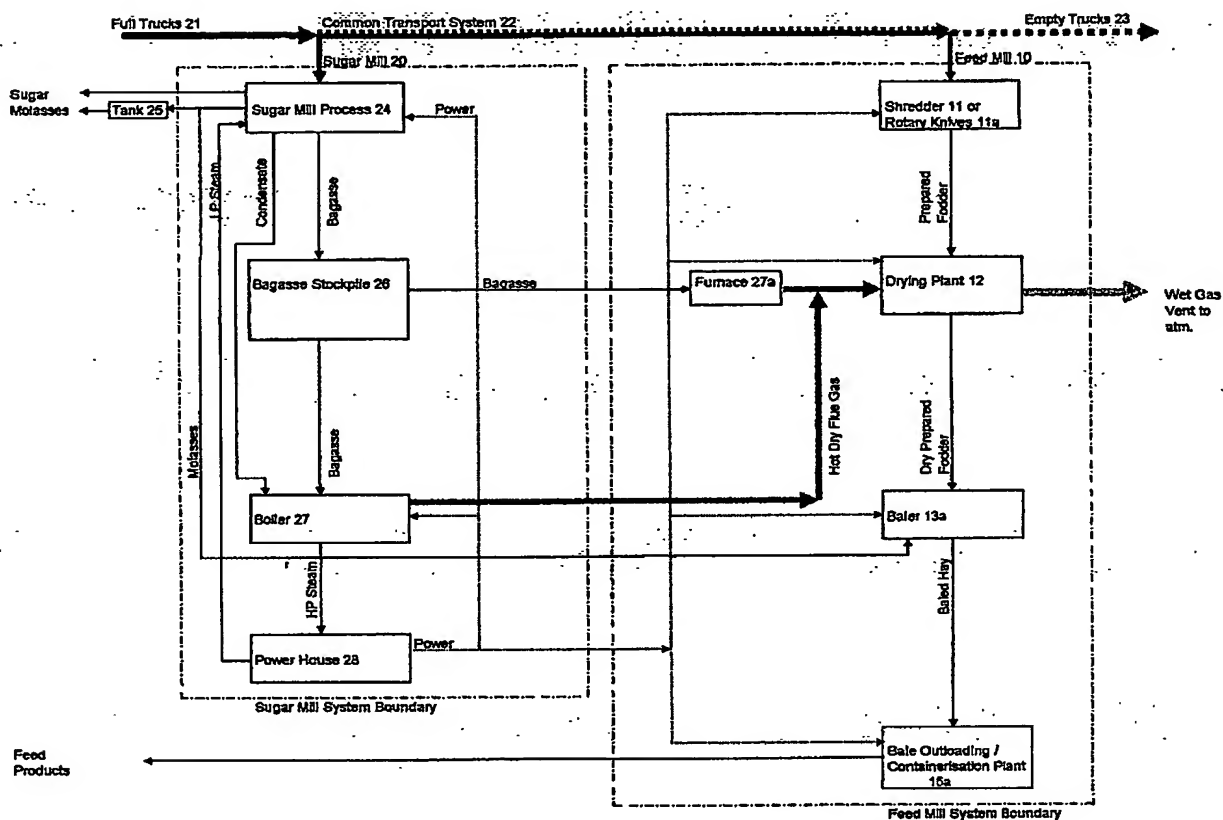 Full Trucks 21
Common Transport System 22
Empty Trucks 23
Sugar Mill 20
Feed Mill 10
Sugar
Molasses
Tank 25
Sugar Mill Process 24
Power
Shredder 11 or
Rotary Knives 11a
LP Steam
Condensate
Bagasse
Prepared
Fodder
Bagasse Stockpile 26
Bagasse
Furnace 27a
Drying Plant 12
Wet Gas
Vent to
atm.
Molasses
Bagasse
Hot Dry Flue Gas
Dry Prepared
Fodder
Boiler 27
Baler 13a
r
HP Steam
Baled Hay
Power House 28
Power
Sugar Mill System Boundary
Feed
Products
Bale Outloading /
Containerisation Plant
15a
Feed Mill System Boundary